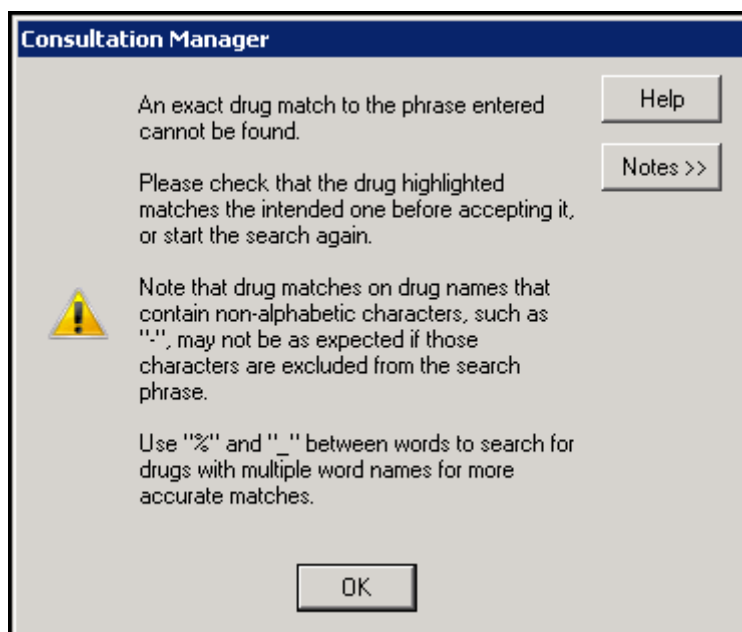 Consultation Manager
An exact drug match to the phrase entered
cannot be found.
Help
Notes >>
Please check that the drug highlighted
matches the intended one before accepting it,
or start the search again.
Note that drug matches on drug names that
contain non-alphabetic characters, such as
"-", may not be as expected if those
characters are excluded from the search
phrase.
Use "%" and "_" between words to search for
drugs with multiple word names for more
accurate matches.
OK